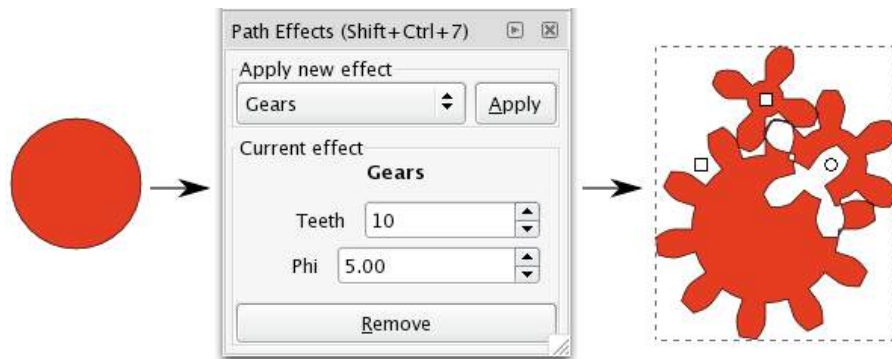 Path Effects (Shift+Ctrl+7)
Apply new effect
Gears
Apply
Current effect
Gears
Teeth 10
Phi 5.00
Remove